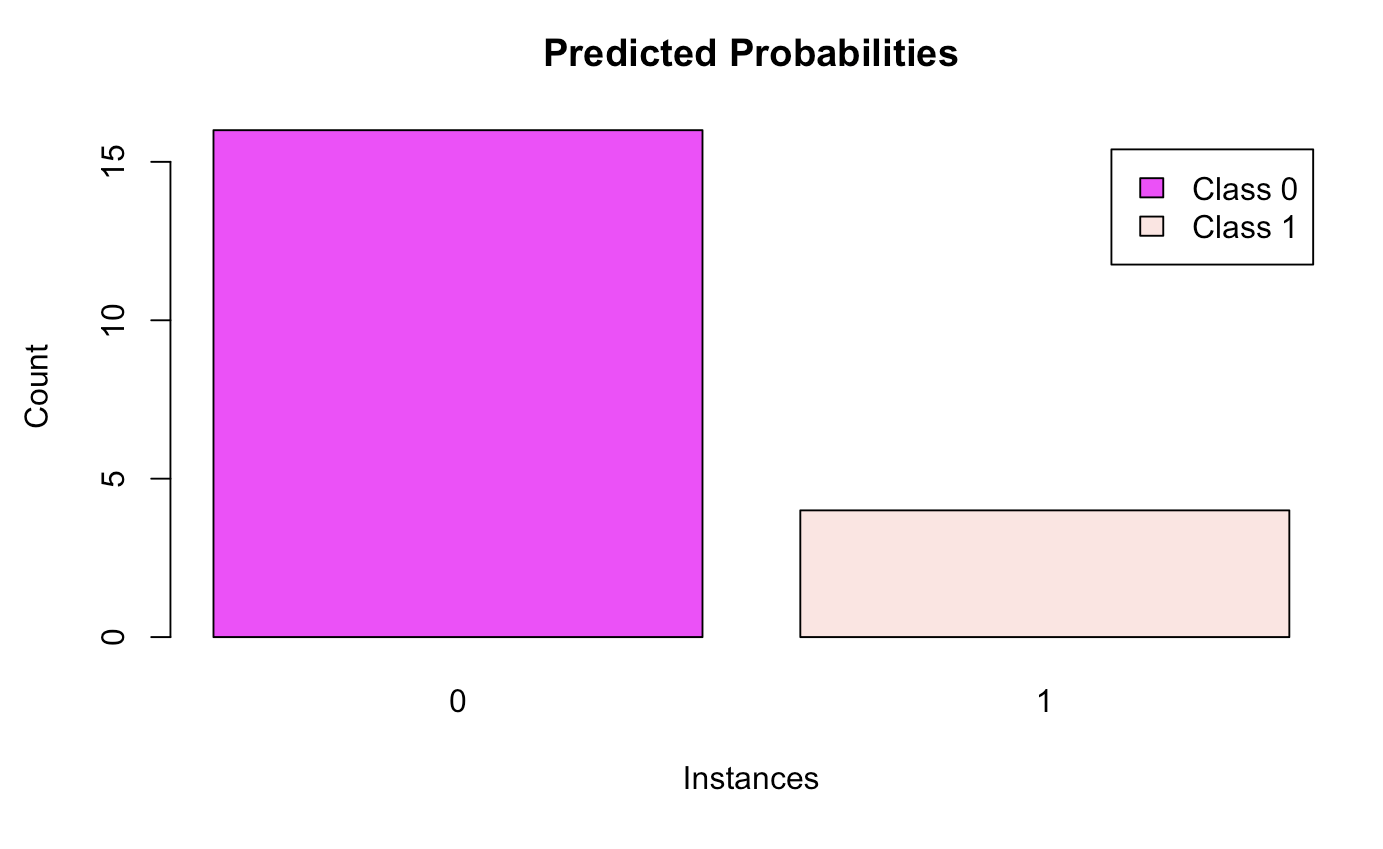 Predicted Probabilities
15
10
5
0
Count
Class 0
Class 1
0
1
Instances